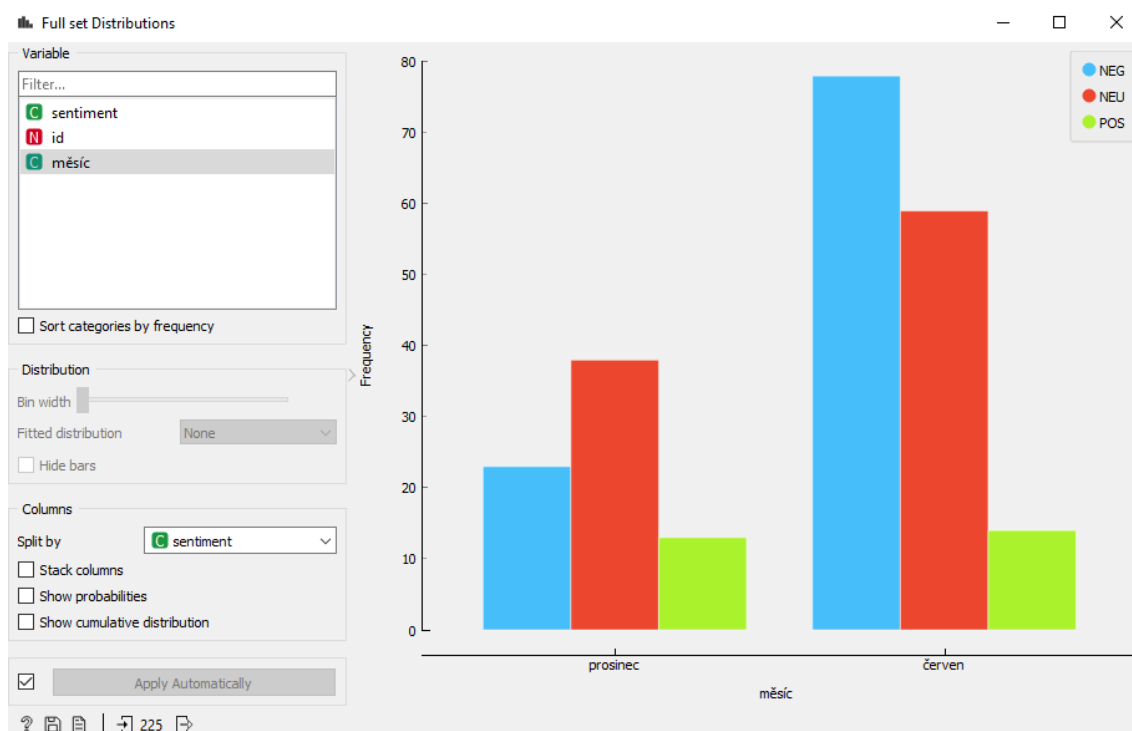 Full set Distributions
Variable
Filter...
C sentiment
N id
C měsíc
Sort categories by frequency
Distribution
Bin width
Fitted distribution None
Hide bars
Columns
Split by C sentiment
Stack columns
Show probabilities
Show cumulative distribution
Apply Automatically
? 225
80
70
60
50
40
30
20
10
0
Frequency
prosinec červen
měsíc
NEG
NEU
POS